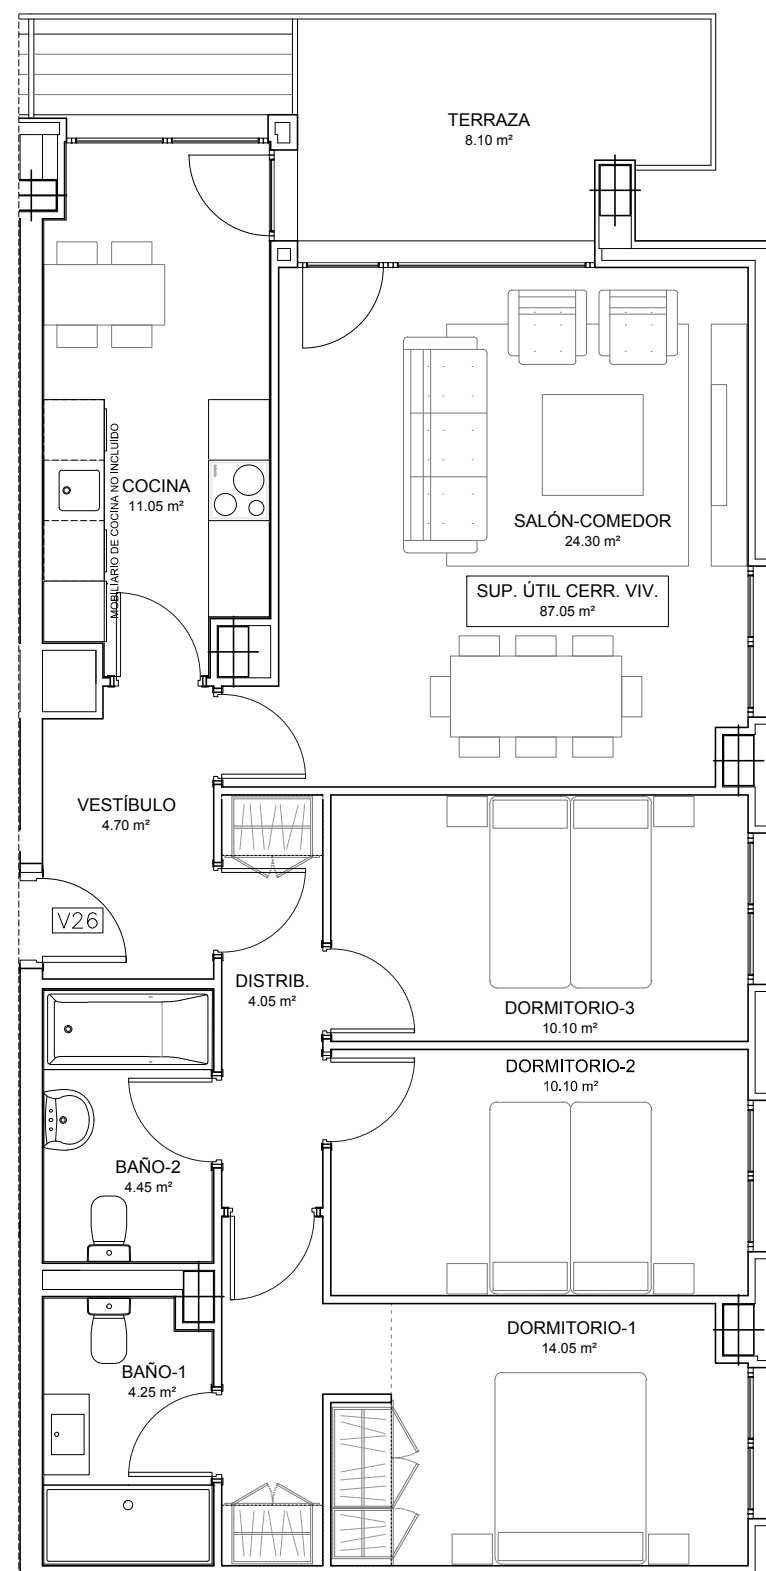 TERRAZA
8.10 m²
COCINA
11.05 m²
MOBILIARIO DE COCINA NO INCLUIDO
SALÓN-COMEDOR
24.30 m²
SUP. ÚTIL CERR. VIV.
87.05 m²
VESTÍBULO
4.70 m²
V26
DISTRIB.
4.05 m²
DORMITORIO-3
10.10 m²
DORMITORIO-2
10.10 m²
BAÑO-2
4.45 m²
DORMITORIO-1
14.05 m²
BAÑO-1
4.25 m²